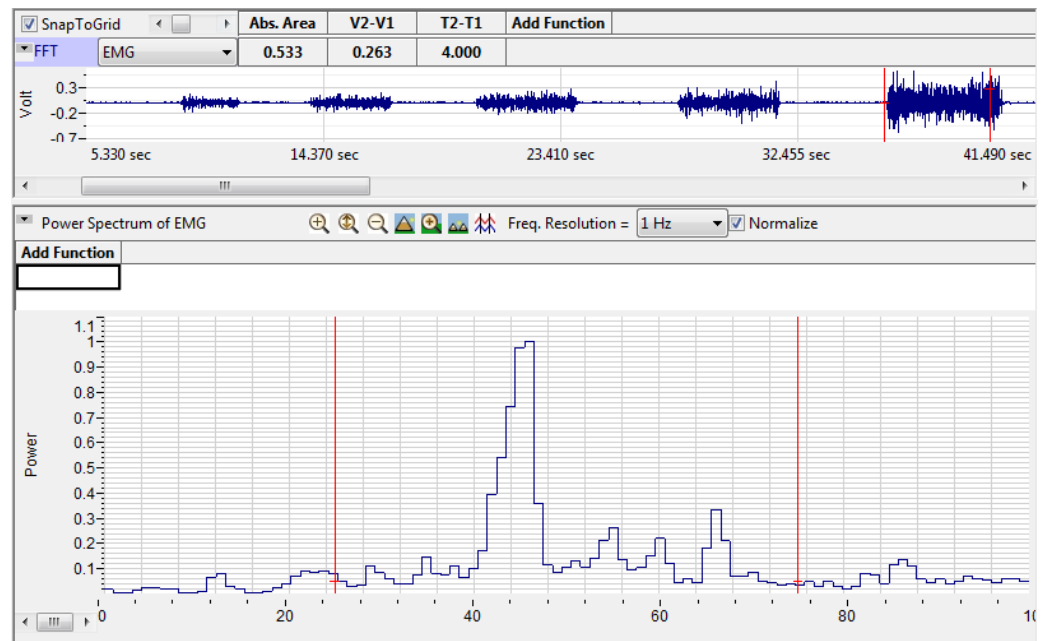 SnapToGrid Abs. Area V2-V1 T2-T1 Add Function
FFT EMG 0.533 0.263 4.000
Volt
0.3
-0.2
-0.7
5.330 sec 14.370 sec 23.410 sec 32.455 sec 41.490 sec
Power Spectrum of EMG Freq. Resolution = 1 Hz Normalize
Add Function
Power
1.1
1
0.9
0.8
0.7
0.6
0.5
0.4
0.3
0.2
0.1
0 20 40 60 80